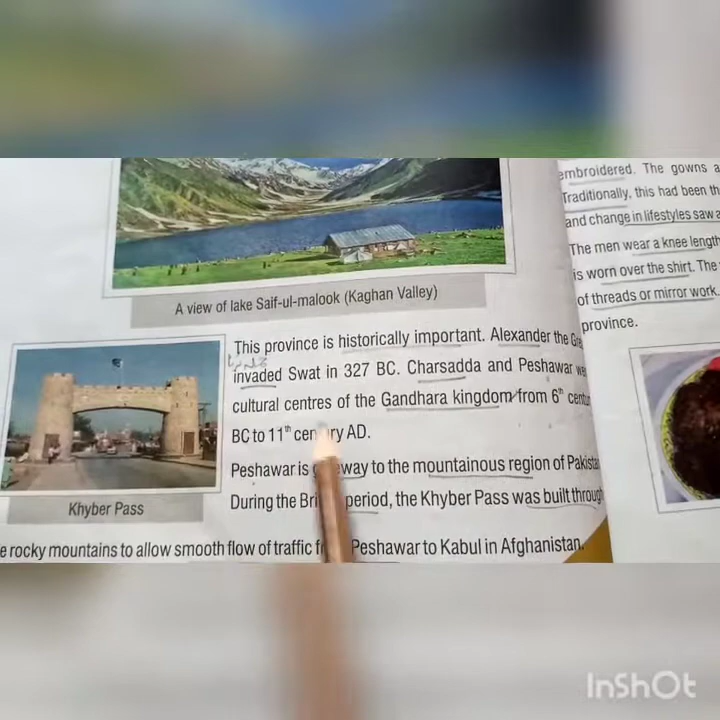 A view of lake Saif-ul-malook (Kaghan Valley)
This province is historically important. Alexander the
invaded Swat in 327 BC. Charsadda and Peshawar
cultural centres of the Gandhara kingdom from 6th
BC to 11th century AD.
Peshawar is gateway to the mountainous region of
During the period, the Khyber Pass was built through
Khyber Pass
rocky mountains to allow smooth flow of traffic Peshawar to Kabul in Afghanistan.
embroidered. The gowns
Traditionally, this had been
and change in lifestyles saw
The men wear a knee length
is worn over the shirt. The
of threads or mirror work.
province.
InShOt